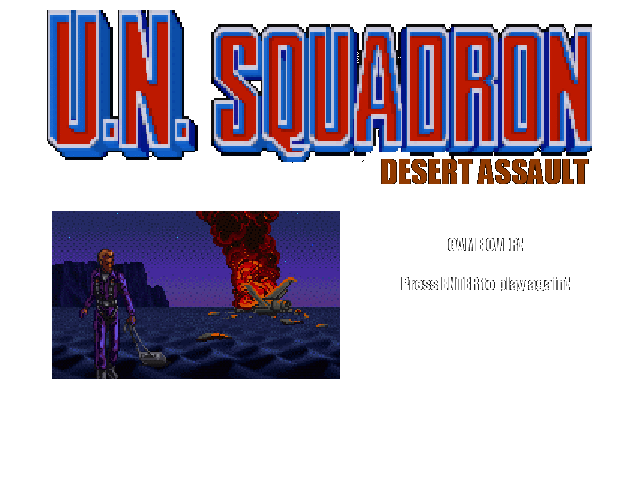 U.N. SQUADRON
DESERT ASSAULT
GAME OVER!
Press ENTER to play again!